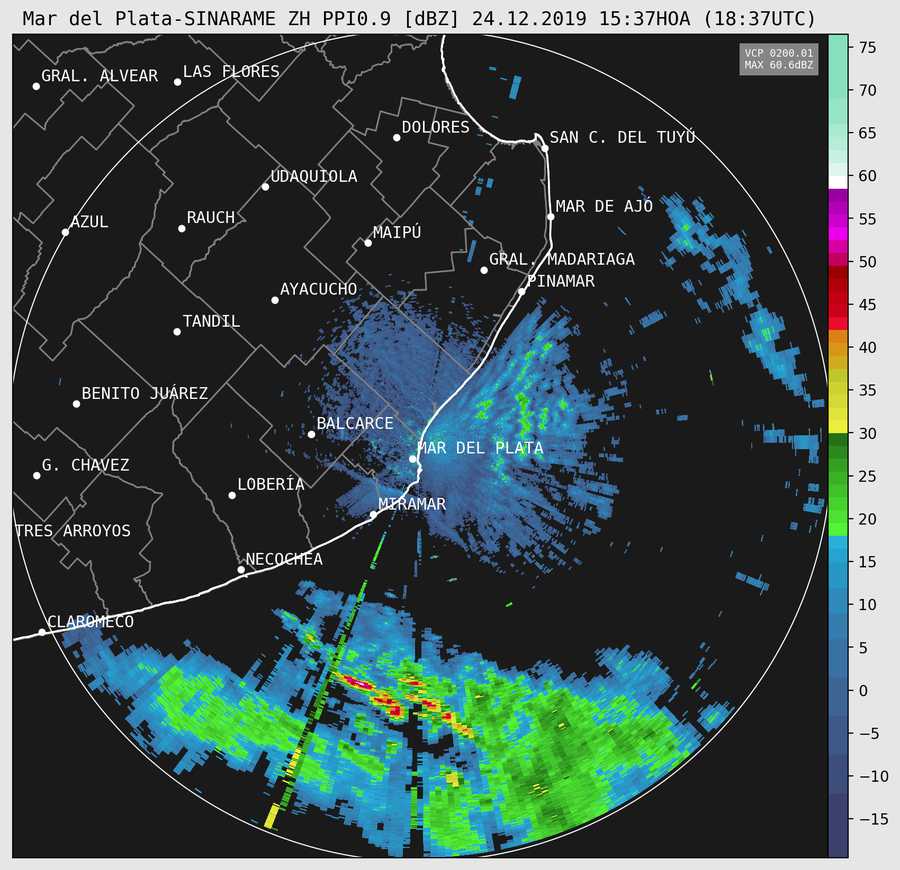 Mar del Plata-SINARAME ZH PPI0.9 [dBZ] 24.12.2019 15:37HOA (18:37UTC)
VCP 0200.01
MAX 60.6dBZ
GRAL. ALVEAR
LAS FLORES
DOLORES
SAN C. DEL TUYÚ
UDAQUIOLA
MAR DE AJÓ
RAUCH
AZUL
MAIPÚ
GRAL. MADARIAGA
PINAMAR
AYACUCHO
TANDIL
BENITO JUÁREZ
BALCARCE
MAR DEL PLATA
G. CHAVEZ
LOBERÍA
MIRAMAR
TRES ARROYOS
NECOCHEA
CLAROMECO
75
70
65
60
55
50
45
40
35
30
25
20
15
10
5
0
−5
−10
−15